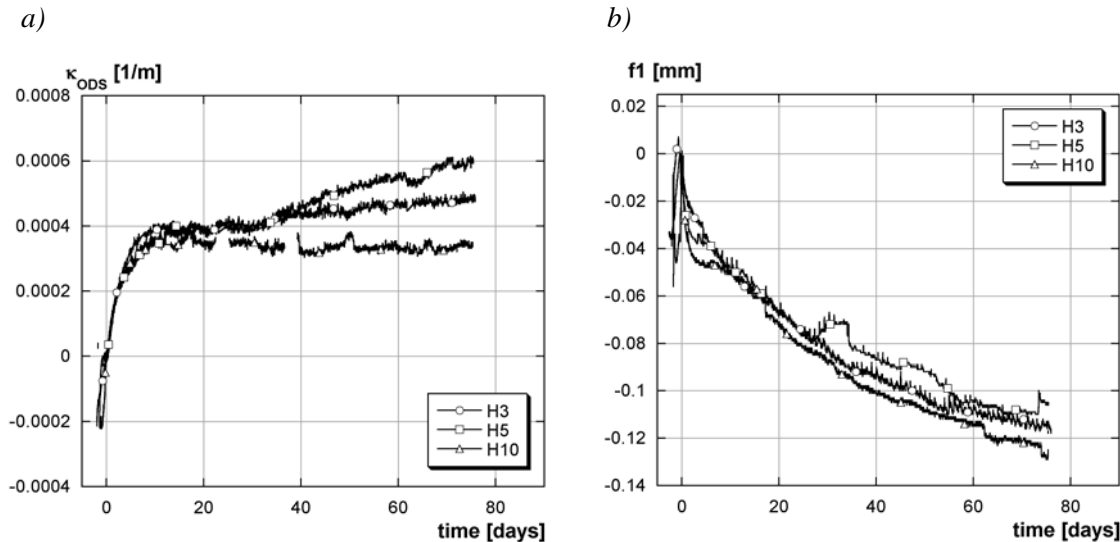 a)
κODS [1/m]
0.0008
0.0006
0.0004
0.0002
0
-0.0002
-0.0004
0
20
40
60
80
time [days]
H3
H5
H10
b)
f1 [mm]
0.02
0
-0.02
-0.04
-0.06
-0.08
-0.1
-0.12
-0.14
0
20
40
60
80
time [days]
H3
H5
H10